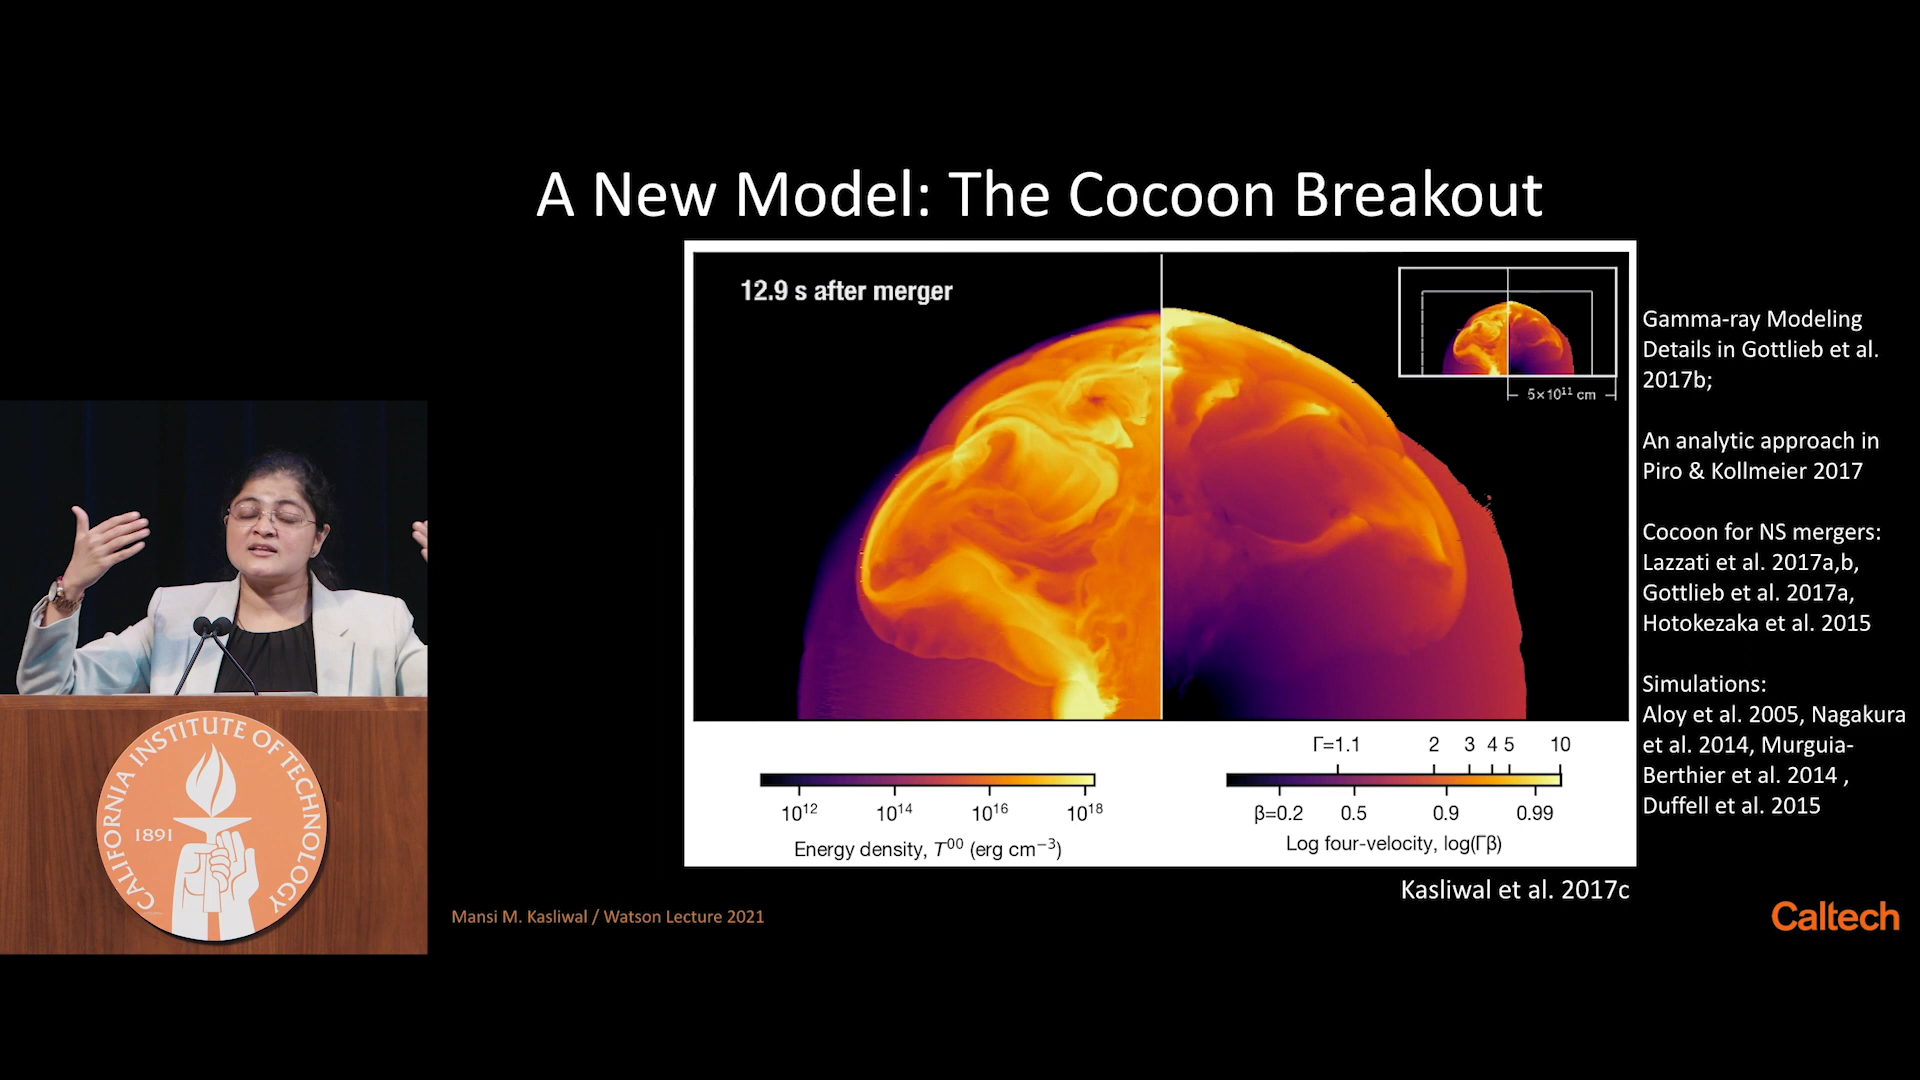 A New Model: The Cocoon Breakout
12.9 s after merger
5×10¹¹ cm
Gamma-ray Modeling
Details in Gottlieb et al.
2017b;
An analytic approach in
Piro & Kollmeier 2017
Cocoon for NS mergers:
Lazzati et al. 2017a,b,
Gottlieb et al. 2017a,
Hotokezaka et al. 2015
Simulations:
Aloy et al. 2005, Nagakura
et al. 2014, Murguia-
Berthier et al. 2014 ,
Duffell et al. 2015
10¹² 10¹⁴ 10¹⁶ 10¹⁸
Energy density, T⁰⁰ (erg cm⁻³)
Γ=1.1 2 3 4 5 10
β=0.2 0.5 0.9 0.99
Log four-velocity, log(Γβ)
Kasliwal et al. 2017c
CALIFORNIA INSTITUTE OF TECHNOLOGY
1891
Mansi M. Kasliwal / Watson Lecture 2021
Caltech